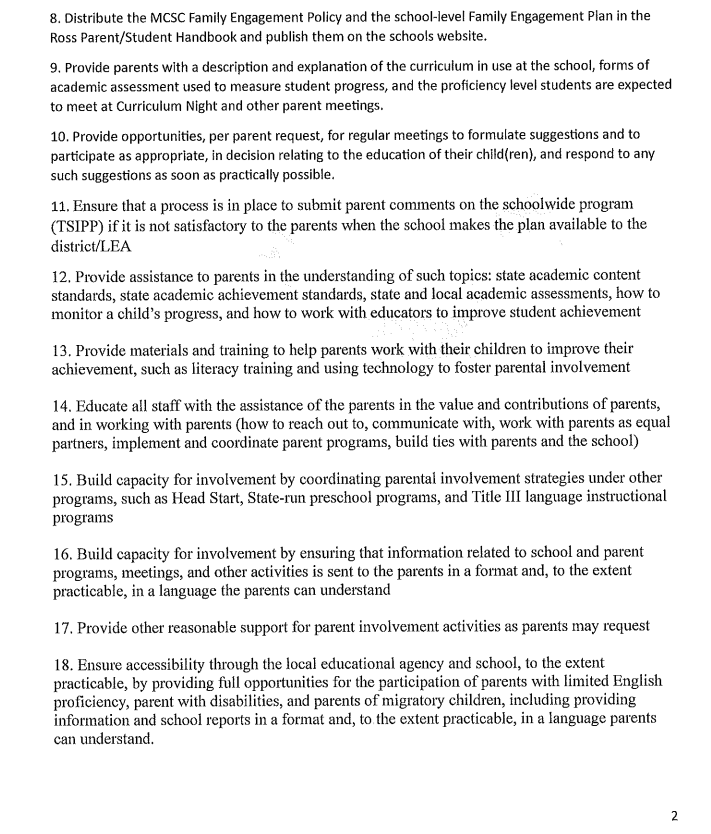 8. Distribute the MCSC Family Engagement Policy and the school-level Family Engagement Plan in the
Ross Parent/Student Handbook and publish them on the schools website.
9. Provide parents with a description and explanation of the curriculum in use at the school, forms of
academic assessment used to measure student progress, and the proficiency level students are expected
to meet at Curriculum Night and other parent meetings.
10. Provide opportunities, per parent request, for regular meetings to formulate suggestions and to
participate as appropriate, in decision relating to the education of their child(ren), and respond to any
such suggestions as soon as practically possible.
11. Ensure that a process is in place to submit parent comments on the schoolwide program
(TSIPP) if it is not satisfactory to the parents when the school makes the plan available to the
district/LEA
12. Provide assistance to parents in the understanding of such topics: state academic content
standards, state academic achievement standards, state and local academic assessments, how to
monitor a child's progress, and how to work with educators to improve student achievement
13. Provide materials and training to help parents work with their children to improve their
achievement, such as literacy training and using technology to foster parental involvement
14. Educate all staff with the assistance of the parents in the value and contributions of parents,
and in working with parents (how to reach out to, communicate with, work with parents as equal
partners, implement and coordinate parent programs, build ties with parents and the school)
15. Build capacity for involvement by coordinating parental involvement strategies under other
programs, such as Head Start, State-run preschool programs, and Title III language instructional
programs
16. Build capacity for involvement by ensuring that information related to school and parent
programs, meetings, and other activities is sent to the parents in a format and, to the extent
practicable, in a language the parents can understand
17. Provide other reasonable support for parent involvement activities as parents may request
18. Ensure accessibility through the local educational agency and school, to the extent
practicable, by providing full opportunities for the participation of parents with limited English
proficiency, parent with disabilities, and parents of migratory children, including providing
information and school reports in a format and, to the extent practicable, in a language parents
can understand.
2